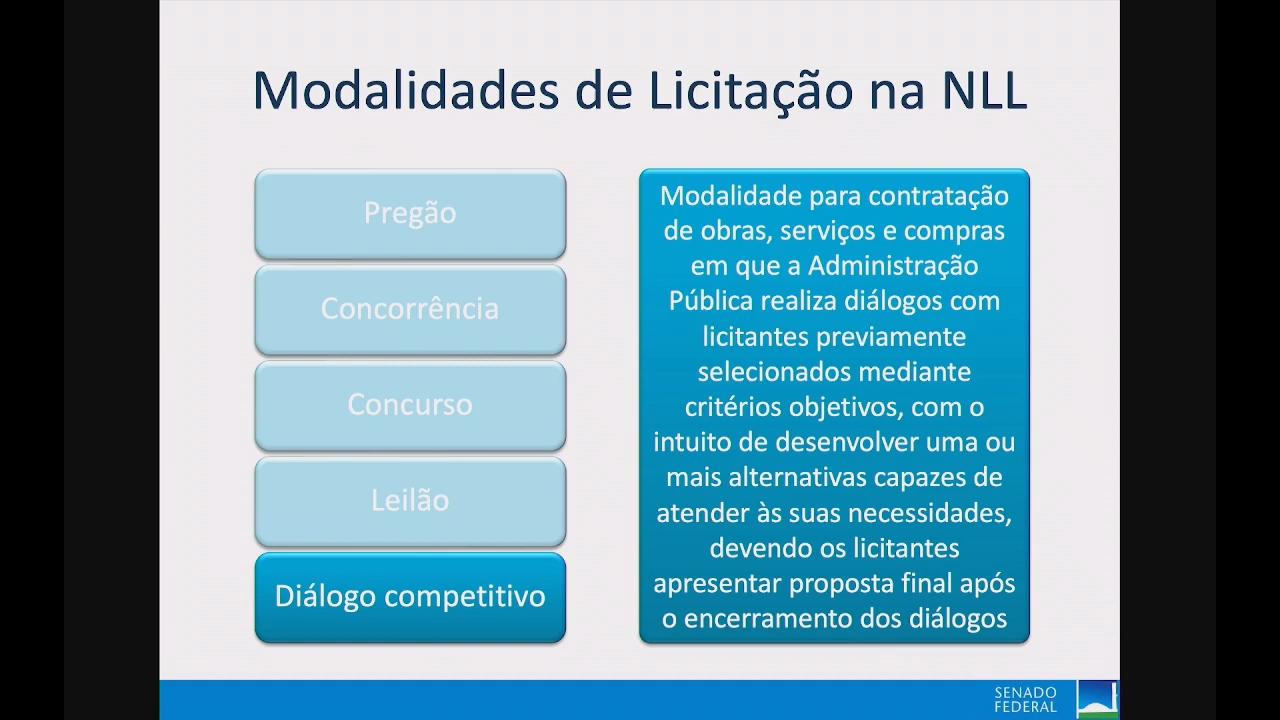 Modalidades de Licitação na NLL
Pregão
Concorrência
Concurso
Leilão
Diálogo competitivo
Modalidade para contratação
de obras, serviços e compras
em que a Administração
Pública realiza diálogos com
licitantes previamente
selecionados mediante
critérios objetivos, com o
intuito de desenvolver uma ou
mais alternativas capazes de
atender às suas necessidades,
devendo os licitantes
apresentar proposta final após
o encerramento dos diálogos
SENADO
FEDERAL